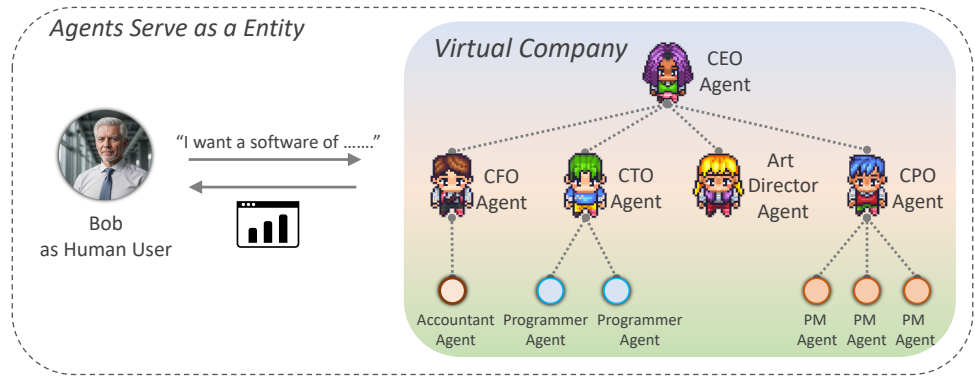 Agents Serve as a Entity
Virtual Company
CEO
Agent
“I want a software of .......”
Bob
as Human User
CFO
Agent
CTO
Agent
Art
Director
Agent
CPO
Agent
Accountant
Agent
Programmer
Agent
Programmer
Agent
PM
Agent
PM
Agent
PM
Agent